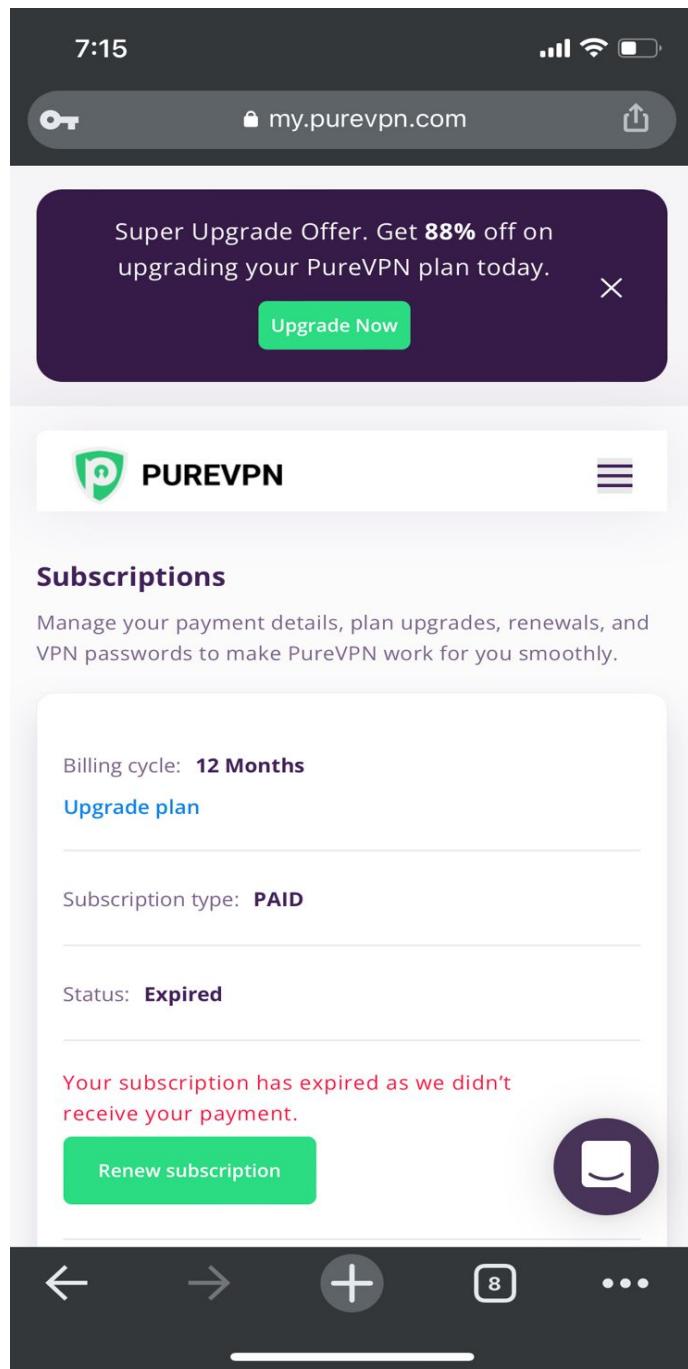 7:15
my.purevpn.com
Super Upgrade Offer. Get 88% off on
upgrading your PureVPN plan today.
Upgrade Now
PUREVPN
Subscriptions
Manage your payment details, plan upgrades, renewals, and
VPN passwords to make PureVPN work for you smoothly.
Billing cycle: 12 Months
Upgrade plan
Subscription type: PAID
Status: Expired
Your subscription has expired as we didn’t
receive your payment.
Renew subscription
8